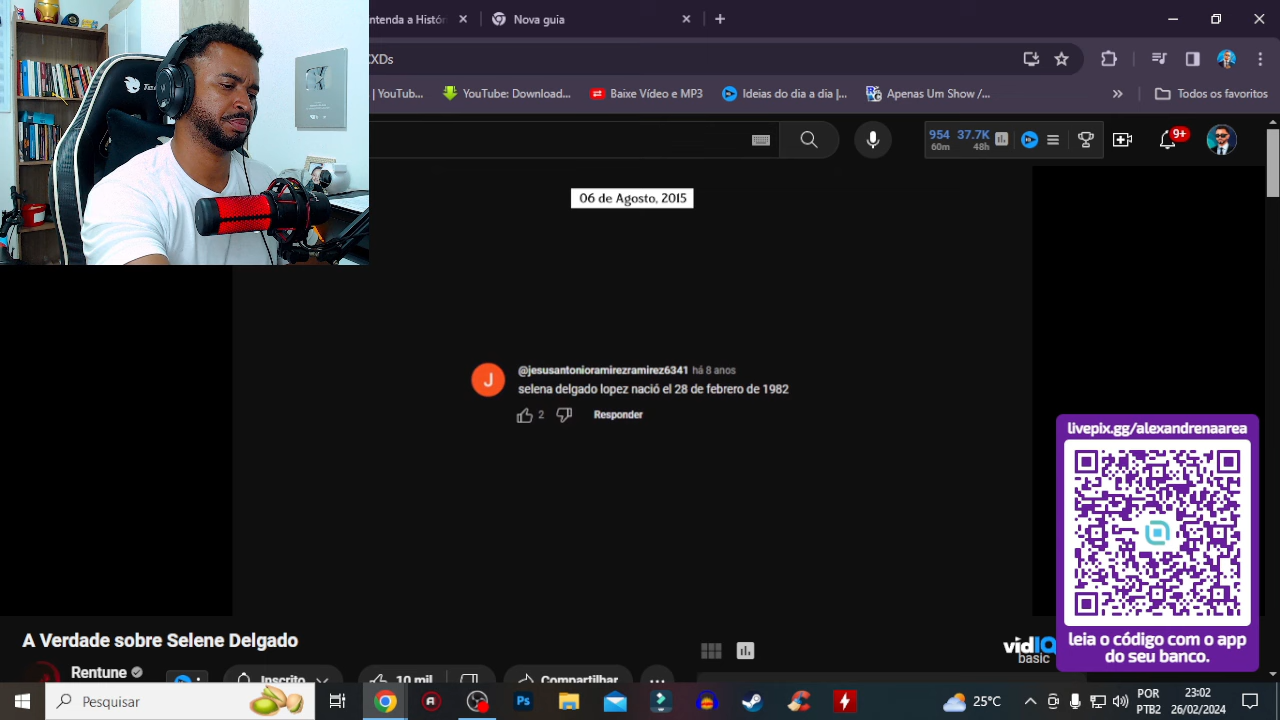 ntenda a Histór
Nova guia
CXDs
| YouTub...
YouTube: Download...
Baixe Vídeo e MP3
Ideias do dia a dia |...
Apenas Um Show /...
Todos os favoritos
954 37.7K
60m 48h
9+
06 de Agosto, 2015
J
@jesusantonioramirezramirez6341 há 8 anos
selena delgado lopez nació el 28 de febrero de 1982
2 Responder
livepix.gg/alexandrenaarea
leia o código com o app
do seu banco.
A Verdade sobre Selene Delgado
vidIQ
basic
Rentune
Inscrito
10 mil
Compartilhar
Pesquisar
Ps
25°C
POR
PTB2
23:02
26/02/2024